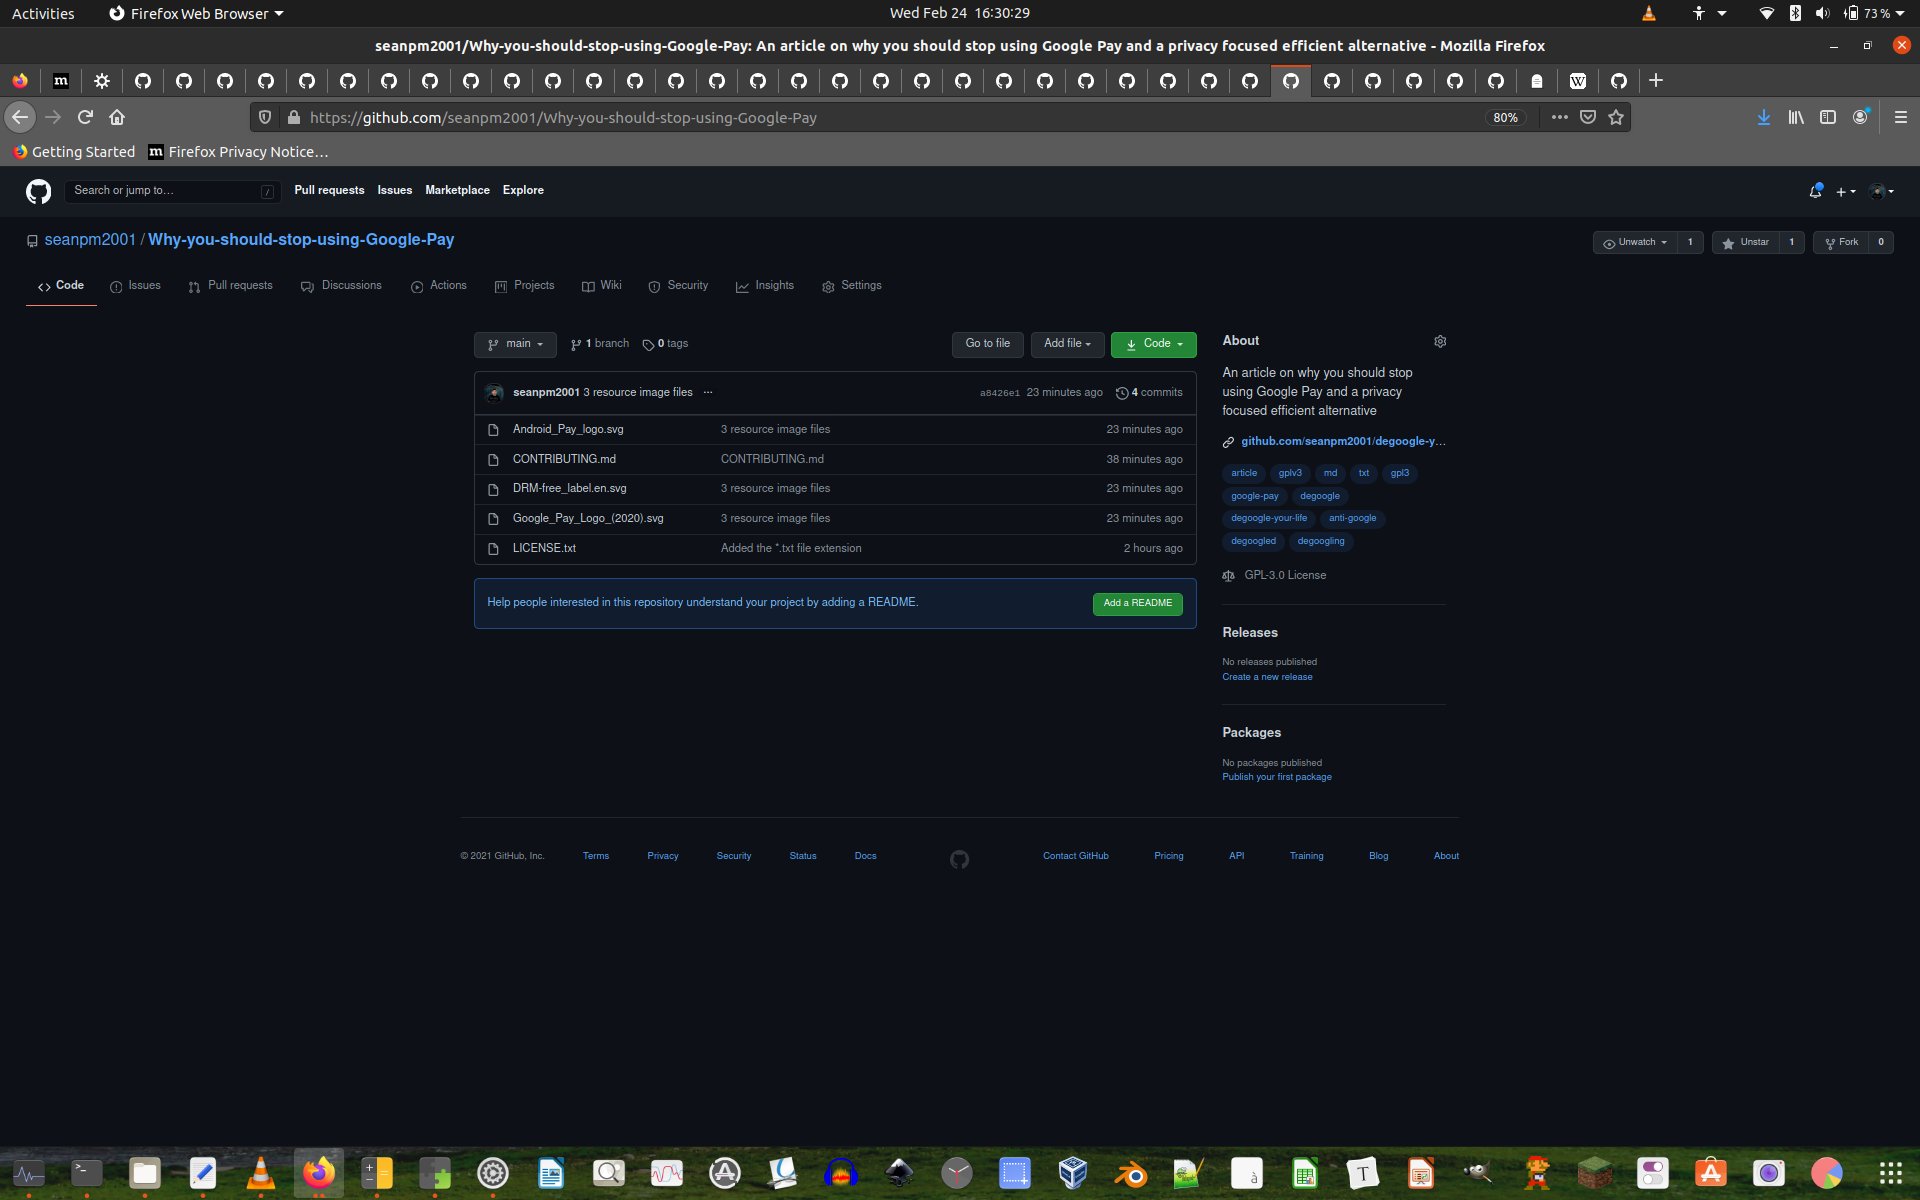 Activities Firefox Web Browser Wed Feb 24 16:30:29 73 %
seanpm2001/Why-you-should-stop-using-Google-Pay: An article on why you should stop using Google Pay and a privacy focused efficient alternative - Mozilla Firefox
https://github.com/seanpm2001/Why-you-should-stop-using-Google-Pay 80%
Getting Started Firefox Privacy Notice…
Search or jump to… / Pull requests Issues Marketplace Explore
seanpm2001 / Why-you-should-stop-using-Google-Pay Unwatch 1 Unstar 1 Fork 0
Code Issues Pull requests Discussions Actions Projects Wiki Security Insights Settings
main 1 branch 0 tags Go to file Add file Code
seanpm2001 3 resource image files ... a8426e1 23 minutes ago 4 commits
Android_Pay_logo.svg 3 resource image files 23 minutes ago
CONTRIBUTING.md CONTRIBUTING.md 38 minutes ago
DRM-free_label.en.svg 3 resource image files 23 minutes ago
Google_Pay_Logo_(2020).svg 3 resource image files 23 minutes ago
LICENSE.txt Added the *.txt file extension 2 hours ago
Help people interested in this repository understand your project by adding a README. Add a README
About
An article on why you should stop
using Google Pay and a privacy
focused efficient alternative
github.com/seanpm2001/degoogle-y…
article gplv3 md txt gpl3
google-pay degoogle
degoogle-your-life anti-google
degoogled degoogling
GPL-3.0 License
Releases
No releases published
Create a new release
Packages
No packages published
Publish your first package
© 2021 GitHub, Inc. Terms Privacy Security Status Docs Contact GitHub Pricing API Training Blog About